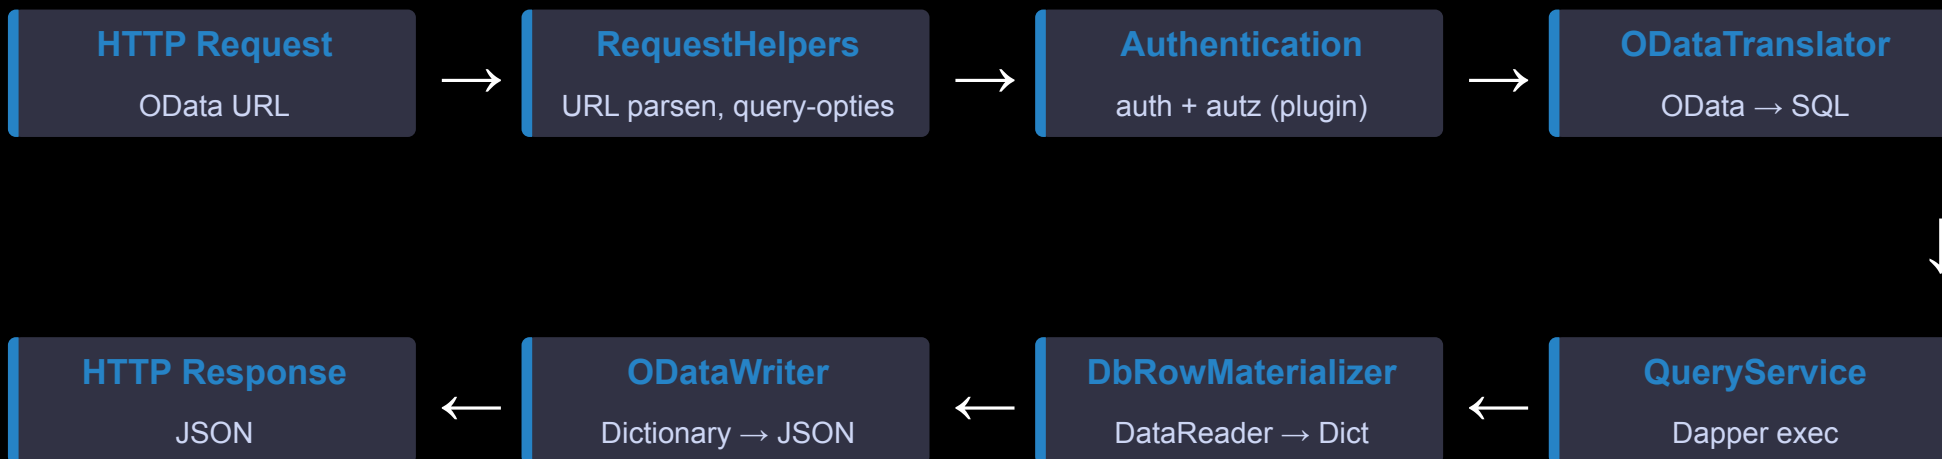 HTTP Request
OData URL
→
RequestHelpers
URL parsen, query-opties
→
Authentication
auth + autz (plugin)
→
ODataTranslator
OData → SQL
↓
HTTP Response
JSON
←
ODataWriter
Dictionary → JSON
←
DbRowMaterializer
DataReader → Dict
←
QueryService
Dapper exec